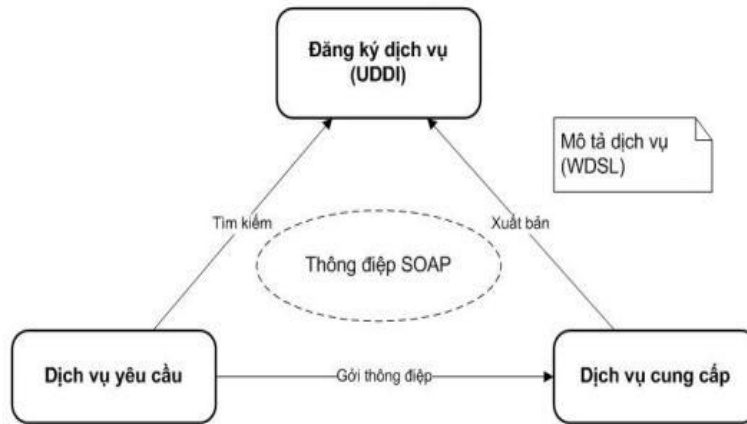 Đăng ký dịch vụ
(UDDI)
Mô tả dịch vụ
(WDSL)
Tìm kiếm
Xuất bản
Thông điệp SOAP
Dịch vụ yêu cầu
Gởi thông điệp
Dịch vụ cung cấp